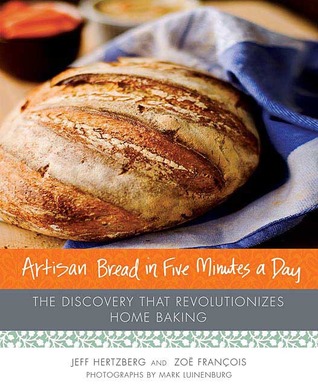 Artisan Bread in Five Minutes a Day
THE DISCOVERY THAT REVOLUTIONIZES
HOME BAKING
JEFF HERTZBERG AND ZOË FRANÇOIS
PHOTOGRAPHS BY MARK LUINENBURG